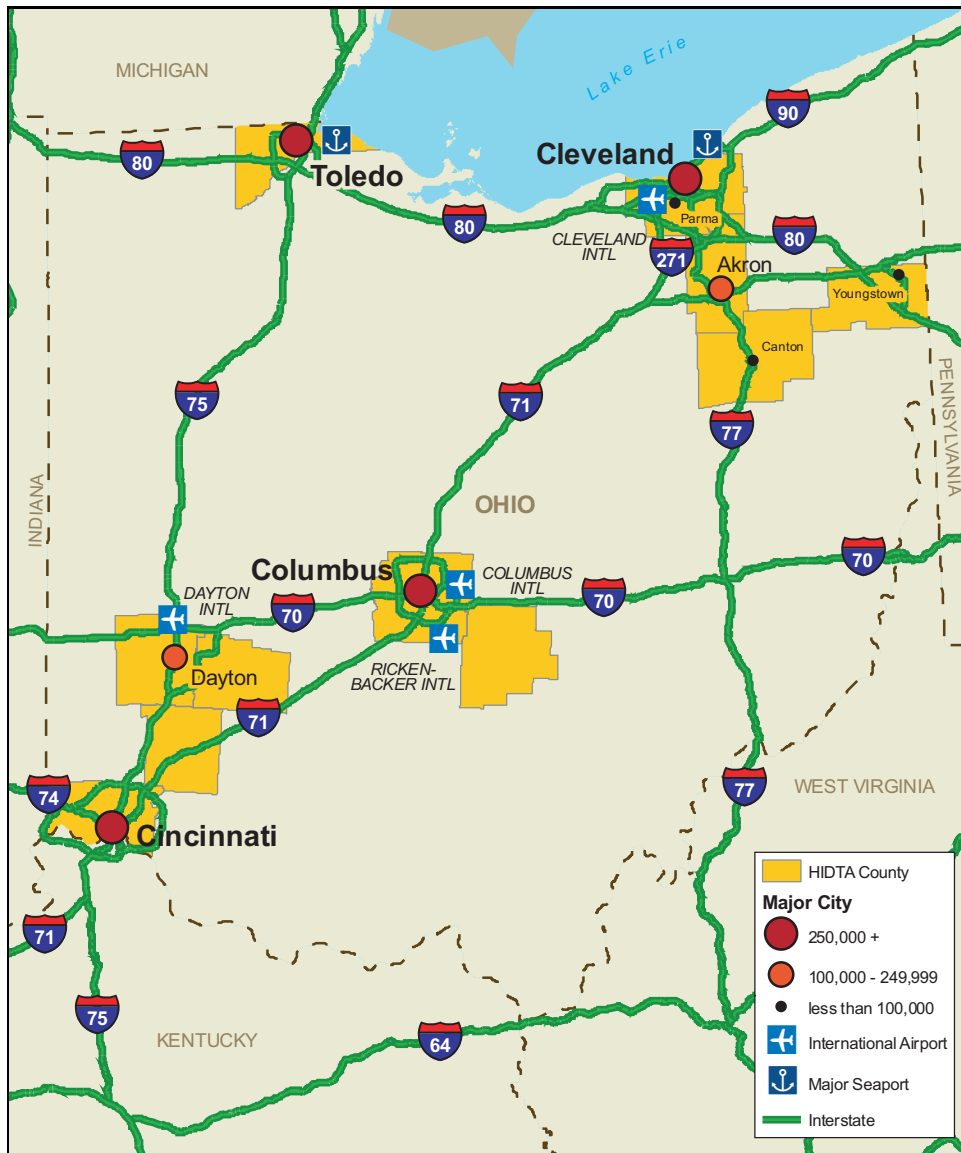 MICHIGAN
Lake Erie
90
80
Toledo
Cleveland
Parma
80
CLEVELAND
INTL
271
80
Akron
Youngstown
Canton
75
71
77
INDIANA
PENNSYLVANIA
OHIO
Columbus
DAYTON
INTL
70
COLUMBUS
INTL
70
70
RICKEN-
BACKER INTL
Dayton
71
74
77
WEST VIRGINIA
Cincinnati
71
75
KENTUCKY
64
HIDTA County
Major City
250,000 +
100,000 - 249,999
less than 100,000
International Airport
Major Seaport
Interstate